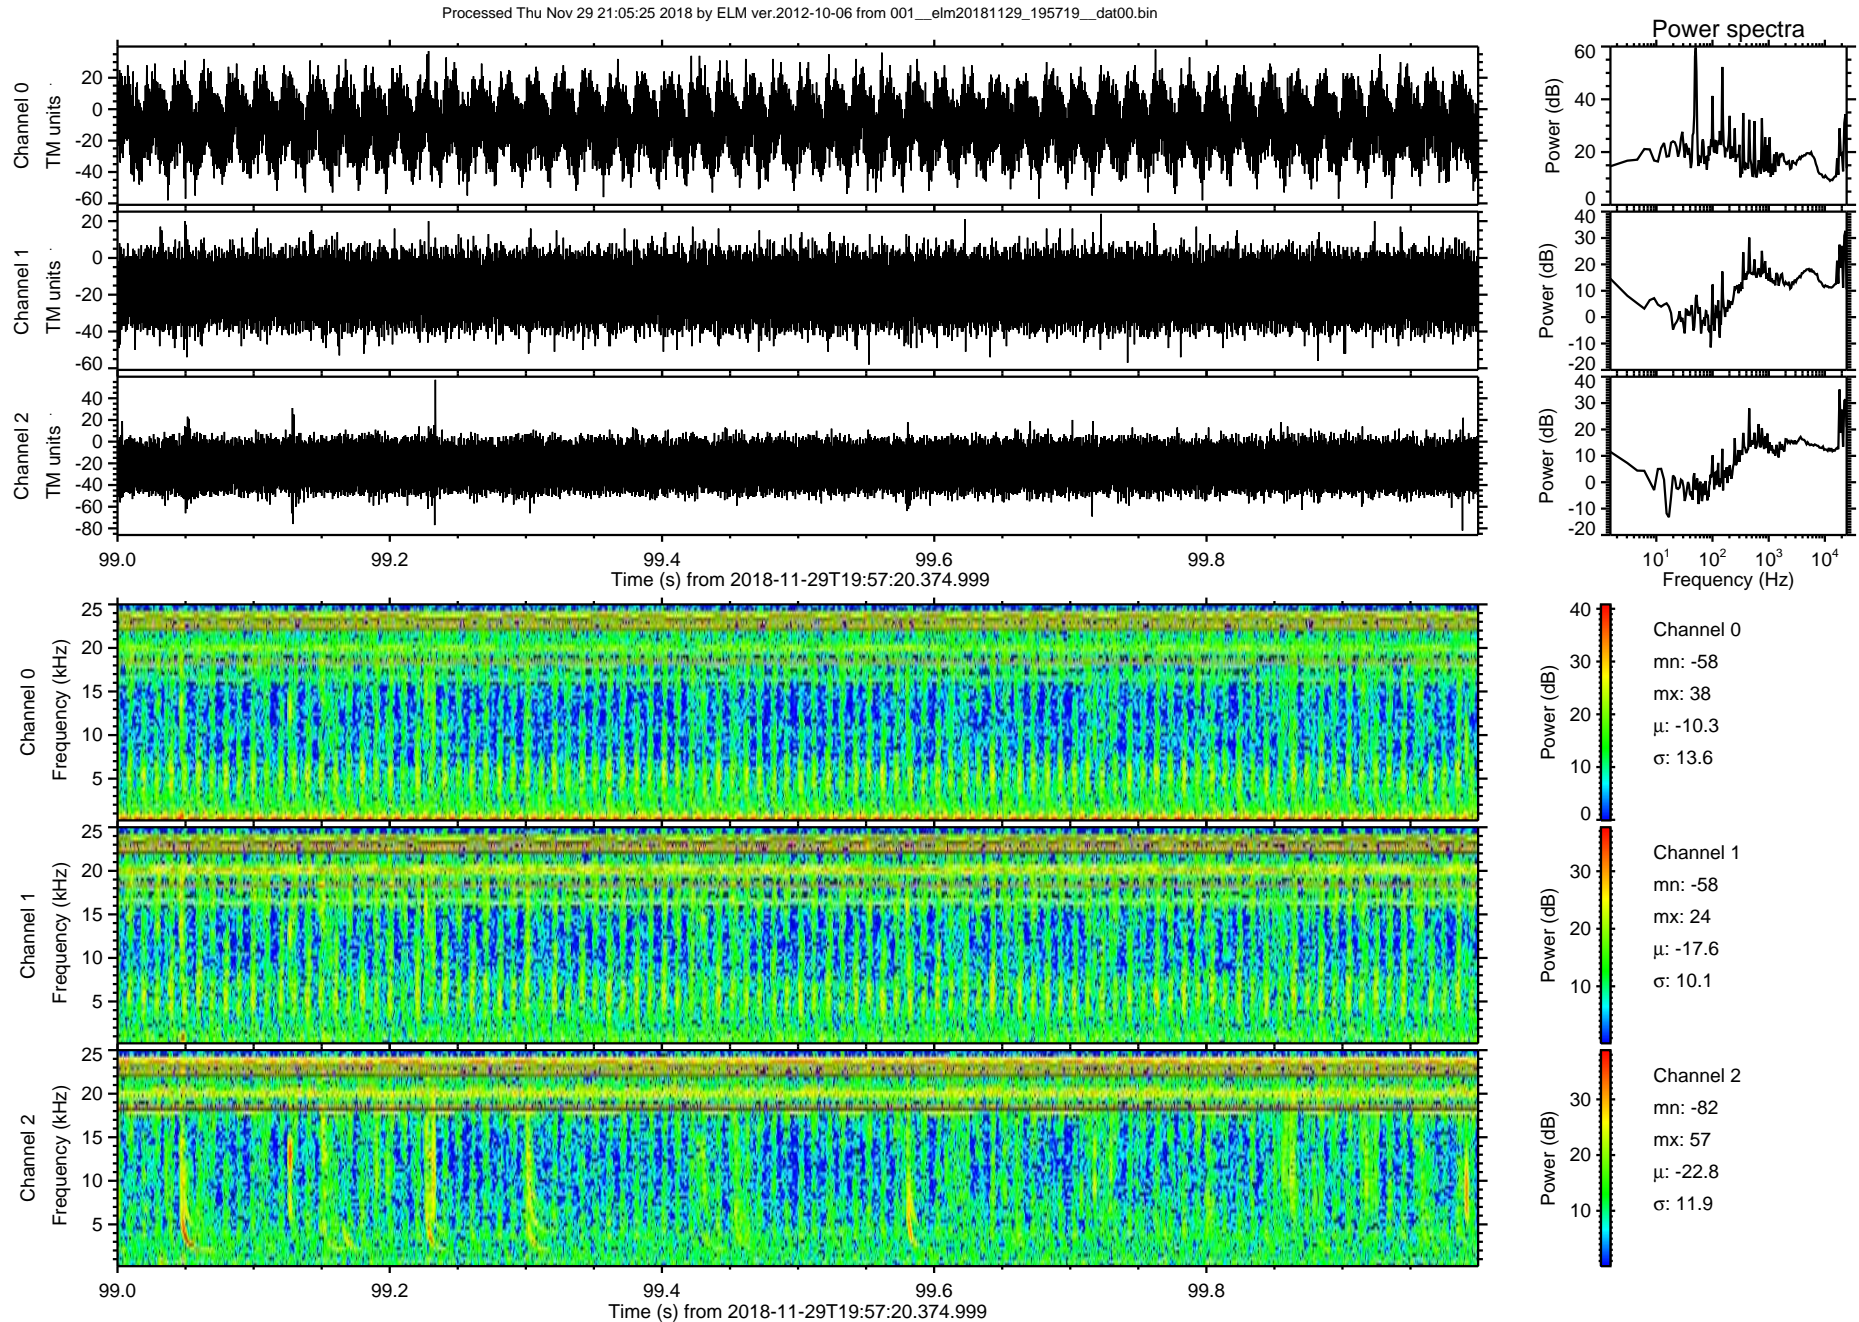 Processed Thu Nov 29 21:05:25 2018 by ELM ver.2012-10-06 from 001__elm20181129_195719__dat00.bin
Power spectra
Channel 0
TM units
20
0
-20
-40
-60
Power (dB)
60
40
20
0
Channel 1
TM units
20
0
-20
-40
-60
Power (dB)
40
30
20
10
0
-10
-20
Channel 2
TM units
40
20
0
-20
-40
-60
-80
Power (dB)
40
30
20
10
0
-10
-20
99.0 99.2 99.4 99.6 99.8
Time (s) from 2018-11-29T19:57:20.374.999
10¹ 10² 10³ 10⁴
Frequency (Hz)
Channel 0
Frequency (kHz)
25
20
15
10
5
Power (dB)
40
30
20
10
0
Channel 0
mn: -58
mx: 38
µ: -10.3
σ: 13.6
Channel 1
Frequency (kHz)
25
20
15
10
5
Power (dB)
30
20
10
Channel 1
mn: -58
mx: 24
µ: -17.6
σ: 10.1
Channel 2
Frequency (kHz)
25
20
15
10
5
Power (dB)
30
20
10
Channel 2
mn: -82
mx: 57
µ: -22.8
σ: 11.9
99.0 99.2 99.4 99.6 99.8
Time (s) from 2018-11-29T19:57:20.374.999